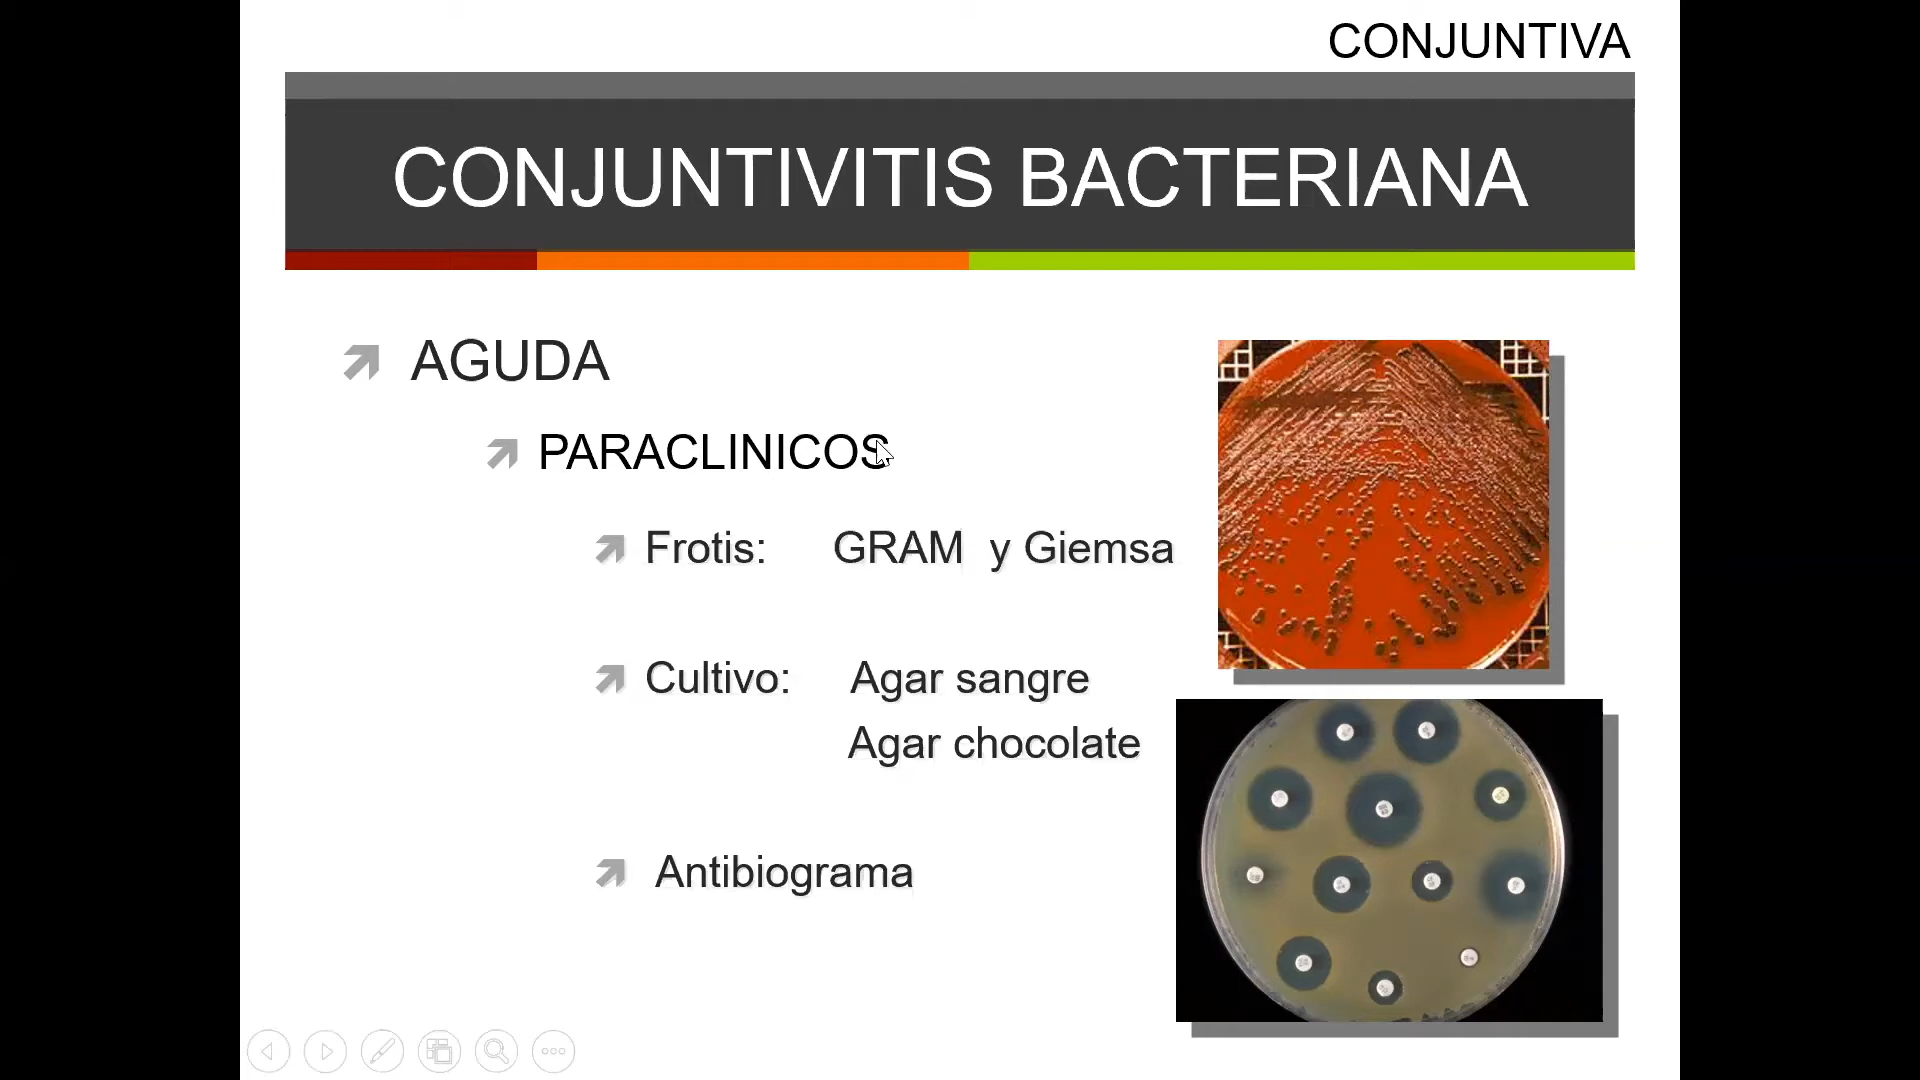 CONJUNTIVA
CONJUNTIVITIS BACTERIANA
AGUDA
PARACLINICOS
Frotis: GRAM y Giemsa
Cultivo: Agar sangre
Agar chocolate
Antibiograma